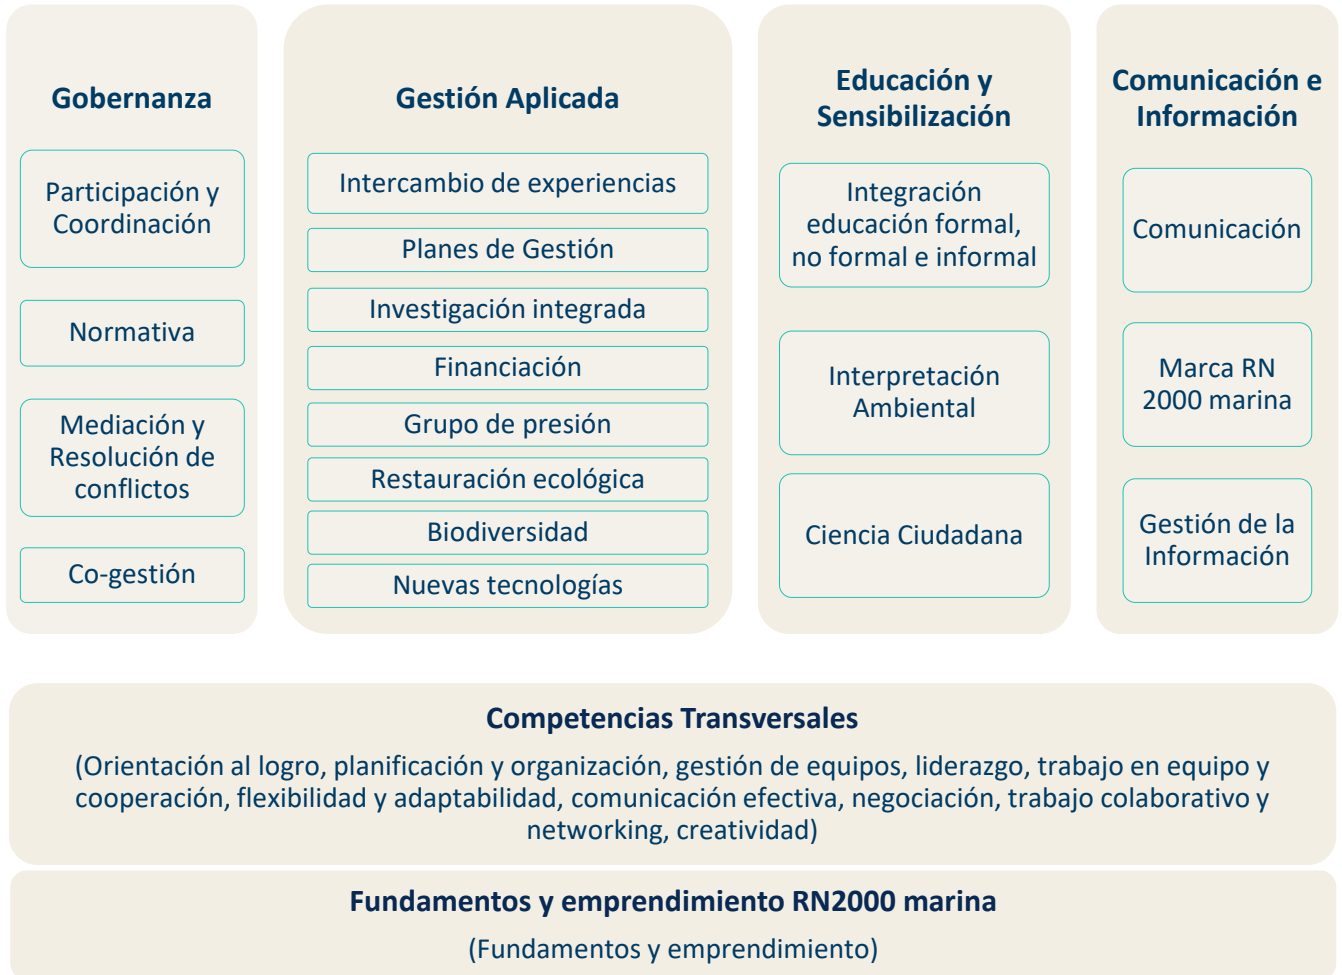 Gobernanza
Participación y
Coordinación
Normativa
Mediación y
Resolución de
conflictos
Co-gestión
Gestión Aplicada
Intercambio de experiencias
Planes de Gestión
Investigación integrada
Financiación
Grupo de presión
Restauración ecológica
Biodiversidad
Nuevas tecnologías
Educación y
Sensibilización
Integración
educación formal,
no formal e informal
Interpretación
Ambiental
Ciencia Ciudadana
Comunicación e
Información
Comunicación
Marca RN
2000 marina
Gestión de la
Información
Competencias Transversales
(Orientación al logro, planificación y organización, gestión de equipos, liderazgo, trabajo en equipo y
cooperación, flexibilidad y adaptabilidad, comunicación efectiva, negociación, trabajo colaborativo y
networking, creatividad)
Fundamentos y emprendimiento RN2000 marina
(Fundamentos y emprendimiento)